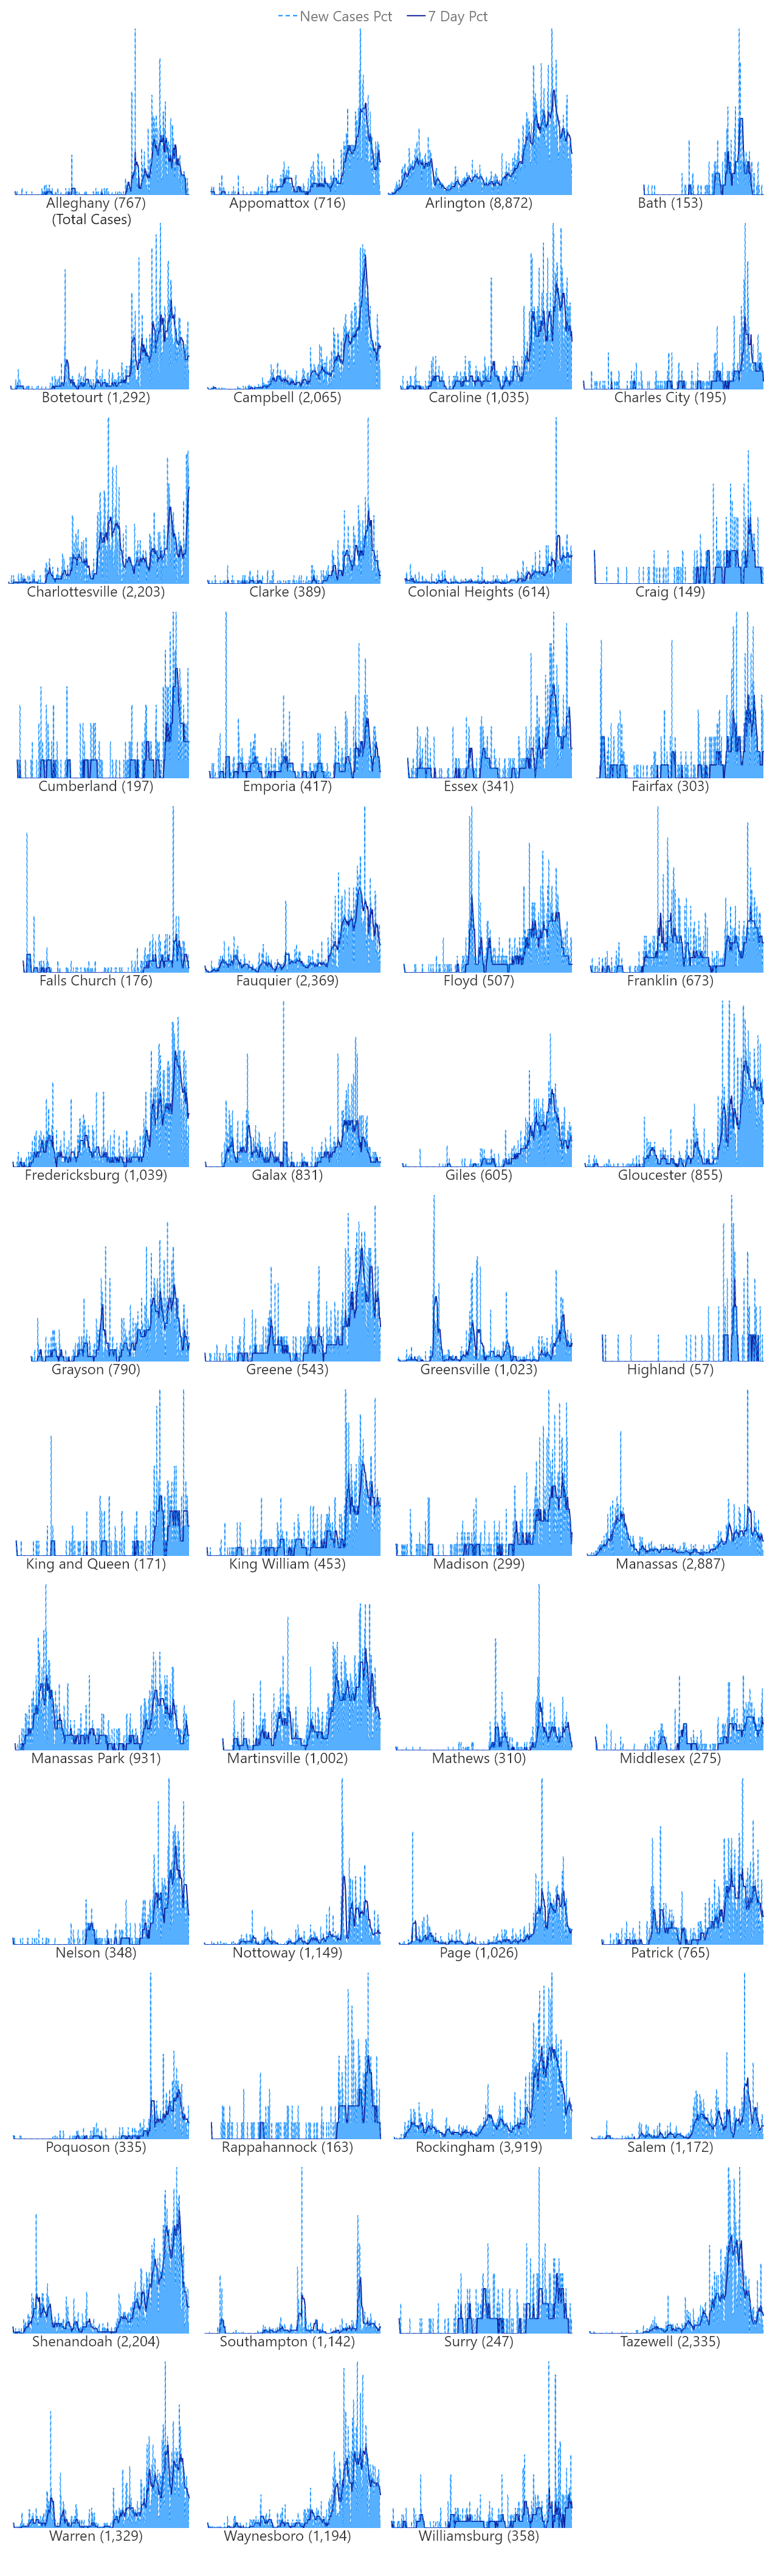 New Cases Pct 7 Day Pct
Alleghany (767) Appomattox (716) Arlington (8,872) Bath (153)
(Total Cases)
Botetourt (1,292) Campbell (2,065) Caroline (1,035) Charles City (195)
Charlottesville (2,203) Clarke (389) Colonial Heights (614) Craig (149)
Cumberland (197) Emporia (417) Essex (341) Fairfax (303)
Falls Church (176) Fauquier (2,369) Floyd (507) Franklin (673)
Fredericksburg (1,039) Galax (831) Giles (605) Gloucester (855)
Grayson (790) Greene (543) Greensville (1,023) Highland (57)
King and Queen (171) King William (453) Madison (299) Manassas (2,887)
Manassas Park (931) Martinsville (1,002) Mathews (310) Middlesex (275)
Nelson (348) Nottoway (1,149) Page (1,026) Patrick (765)
Poquoson (335) Rappahannock (163) Rockingham (3,919) Salem (1,172)
Shenandoah (2,204) Southampton (1,142) Surry (247) Tazewell (2,335)
Warren (1,329) Waynesboro (1,194) Williamsburg (358)